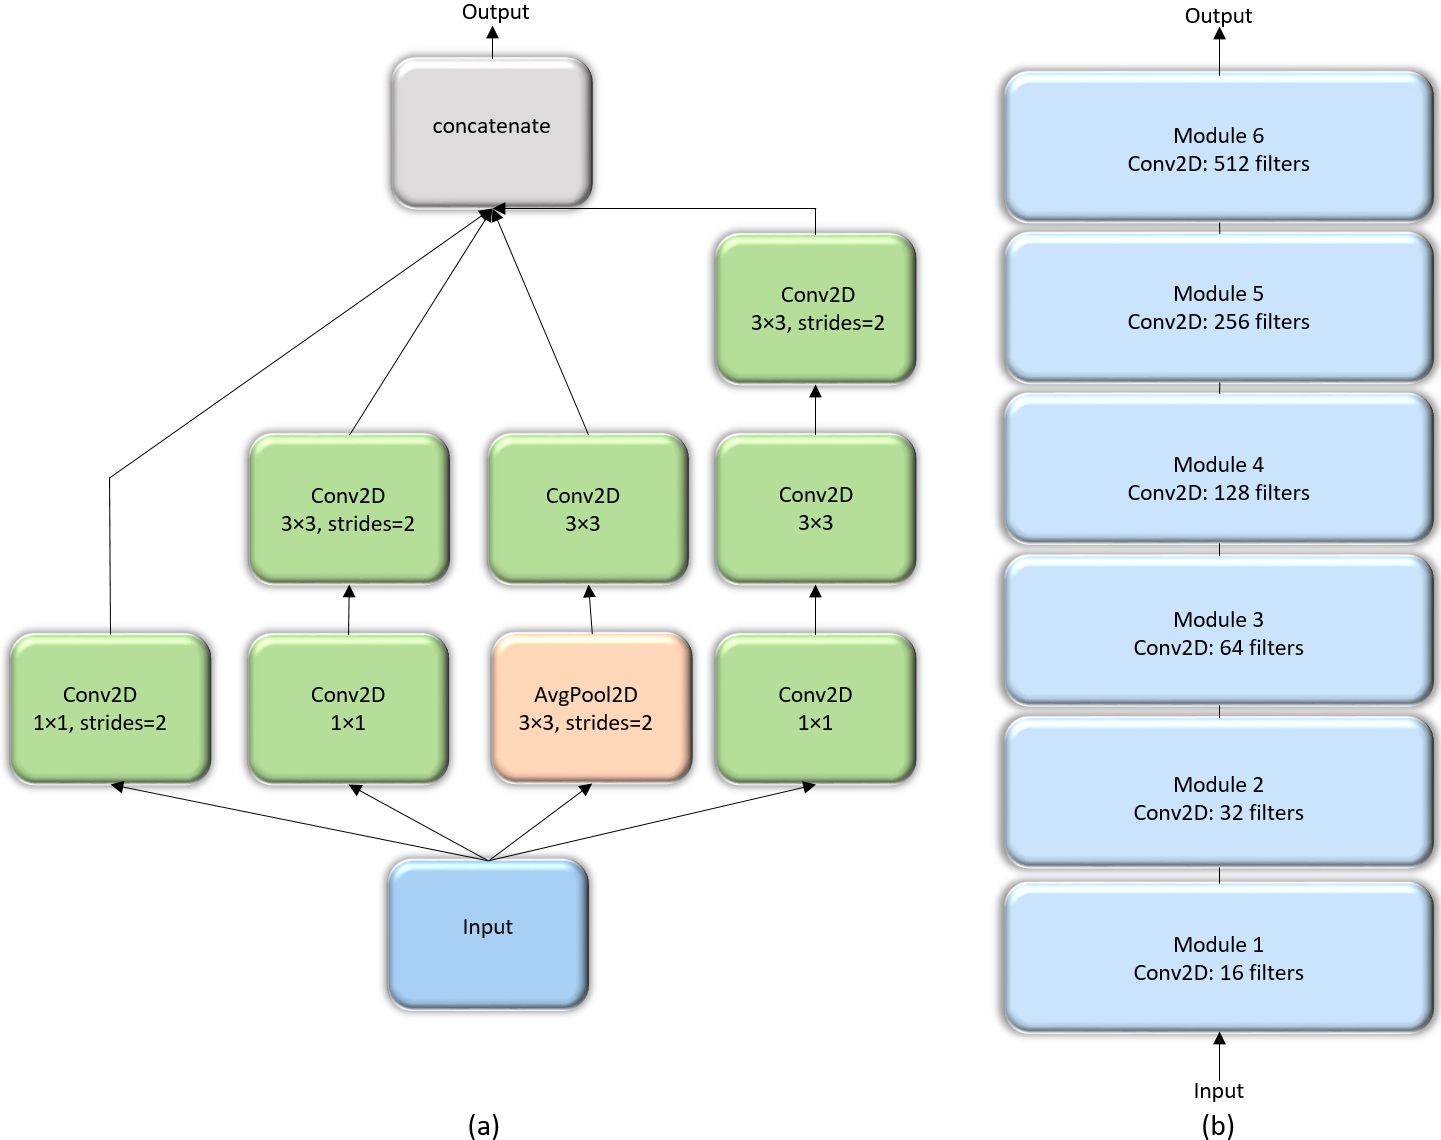 Output
concatenate
Conv2D
3×3, strides=2
Conv2D
3×3, strides=2
Conv2D
3×3
Conv2D
3×3
Conv2D
1×1, strides=2
Conv2D
1×1
AvgPool2D
3×3, strides=2
Conv2D
1×1
Input
(a)
Output
Module 6
Conv2D: 512 filters
Module 5
Conv2D: 256 filters
Module 4
Conv2D: 128 filters
Module 3
Conv2D: 64 filters
Module 2
Conv2D: 32 filters
Module 1
Conv2D: 16 filters
Input
(b)